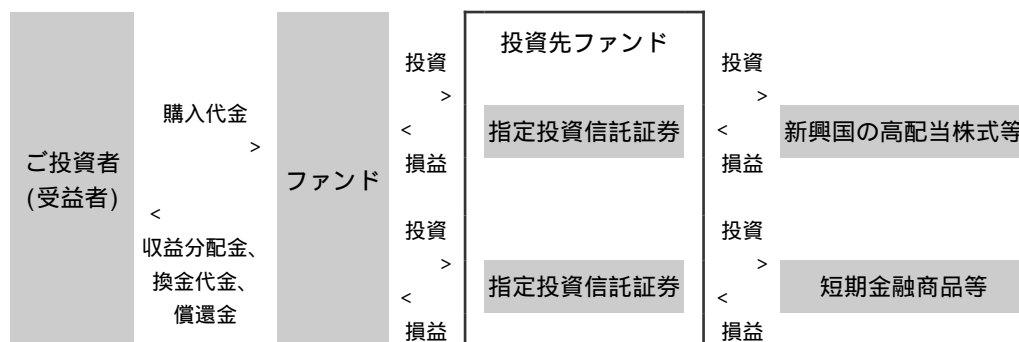 ご投資者
(受益者)
購入代金
>
<
収益分配金、
換金代金、
償還金
ファンド
投資
>
<
損益
投資
>
<
損益
投資先ファンド
指定投資信託証券
指定投資信託証券
投資
>
<
損益
投資
>
<
損益
新興国の高配当株式等
短期金融商品等